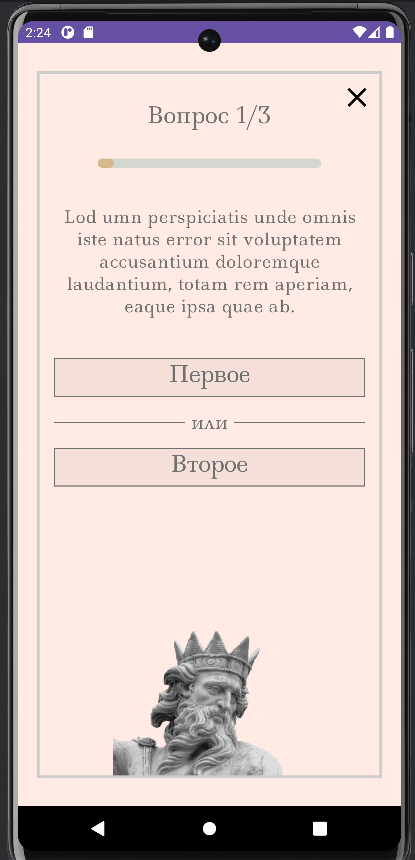 2:24
Вопрос 1/3
Lod umn perspiciatis unde omnis
iste natus error sit voluptatem
accusantium doloremque
laudantium, totam rem aperiam,
eaque ipsa quae ab.
Первое
или
Второе